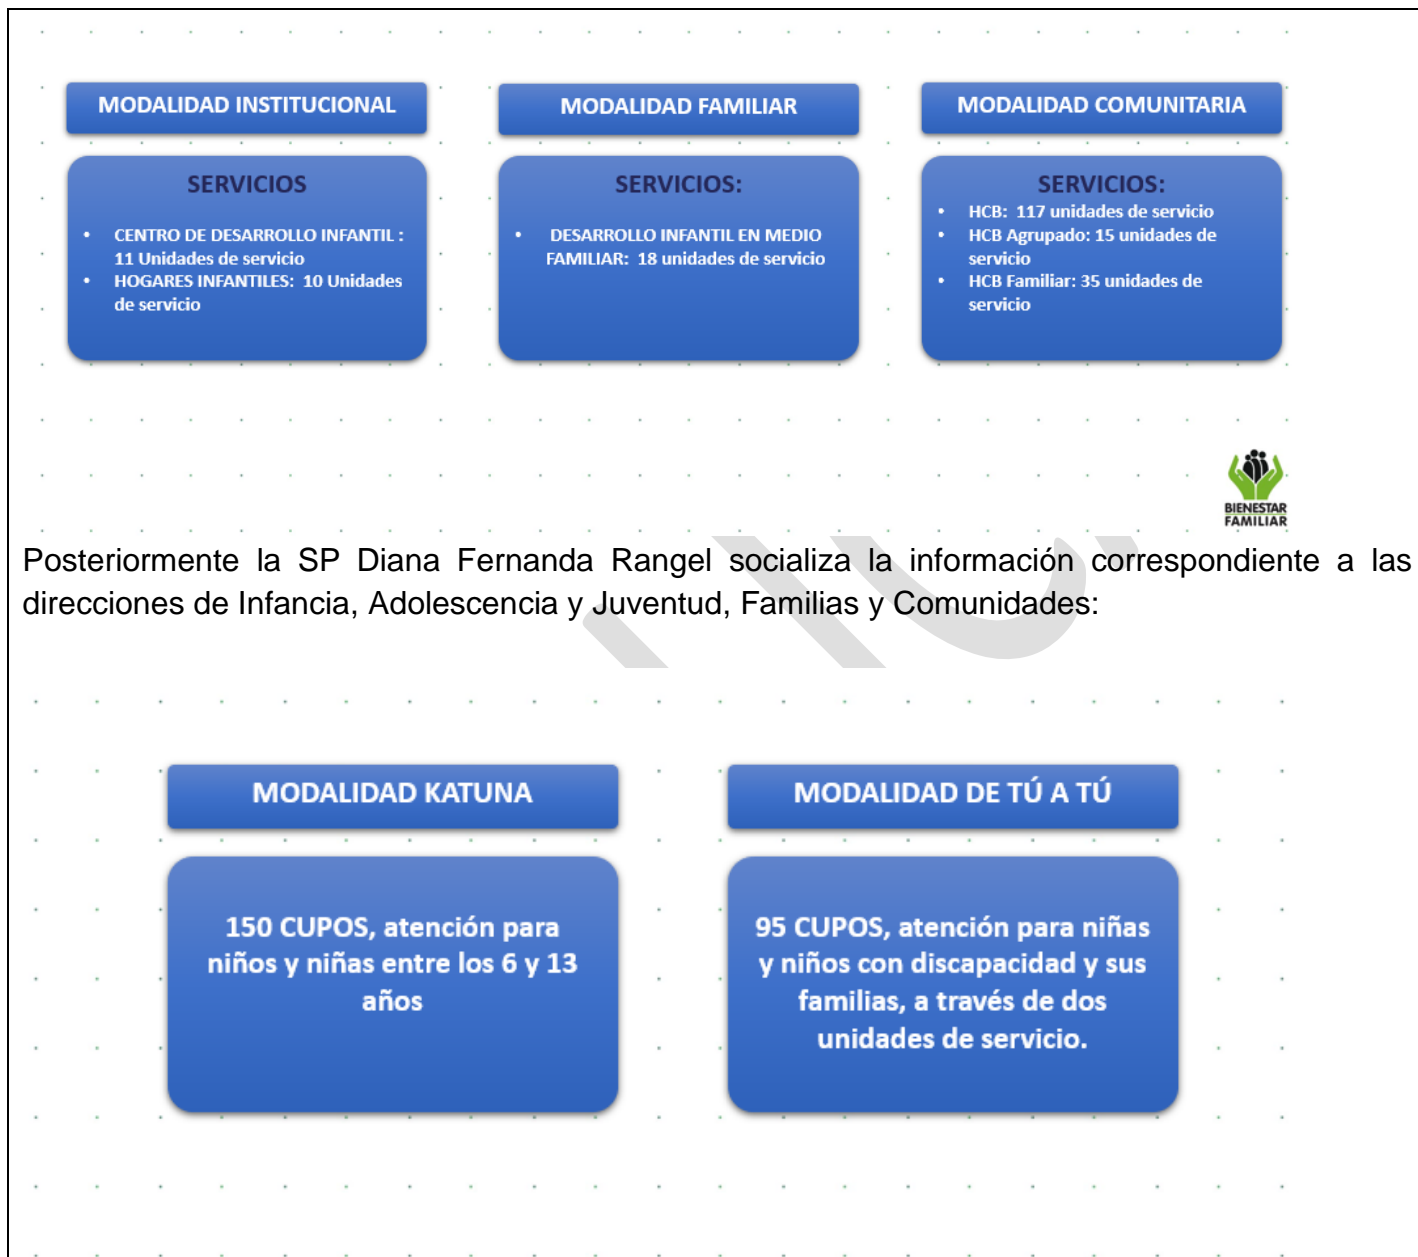 MODALIDAD INSTITUCIONAL
SERVICIOS
• CENTRO DE DESARROLLO INFANTIL :
11 Unidades de servicio
• HOGARES INFANTILES: 10 Unidades
de servicio
MODALIDAD FAMILIAR
SERVICIOS:
• DESARROLLO INFANTIL EN MEDIO
FAMILIAR: 18 unidades de servicio
MODALIDAD COMUNITARIA
SERVICIOS:
• HCB: 117 unidades de servicio
• HCB Agrupado: 15 unidades de
servicio
• HCB Familiar: 35 unidades de
servicio
BIENESTAR
FAMILIAR
Posteriormente la SP Diana Fernanda Rangel socializa la información correspondiente a las
direcciones de Infancia, Adolescencia y Juventud, Familias y Comunidades:
MODALIDAD KATUNA
150 CUPOS, atención para
niños y niñas entre los 6 y 13
años
MODALIDAD DE TÚ A TÚ
95 CUPOS, atención para niñas
y niños con discapacidad y sus
familias, a través de dos
unidades de servicio.